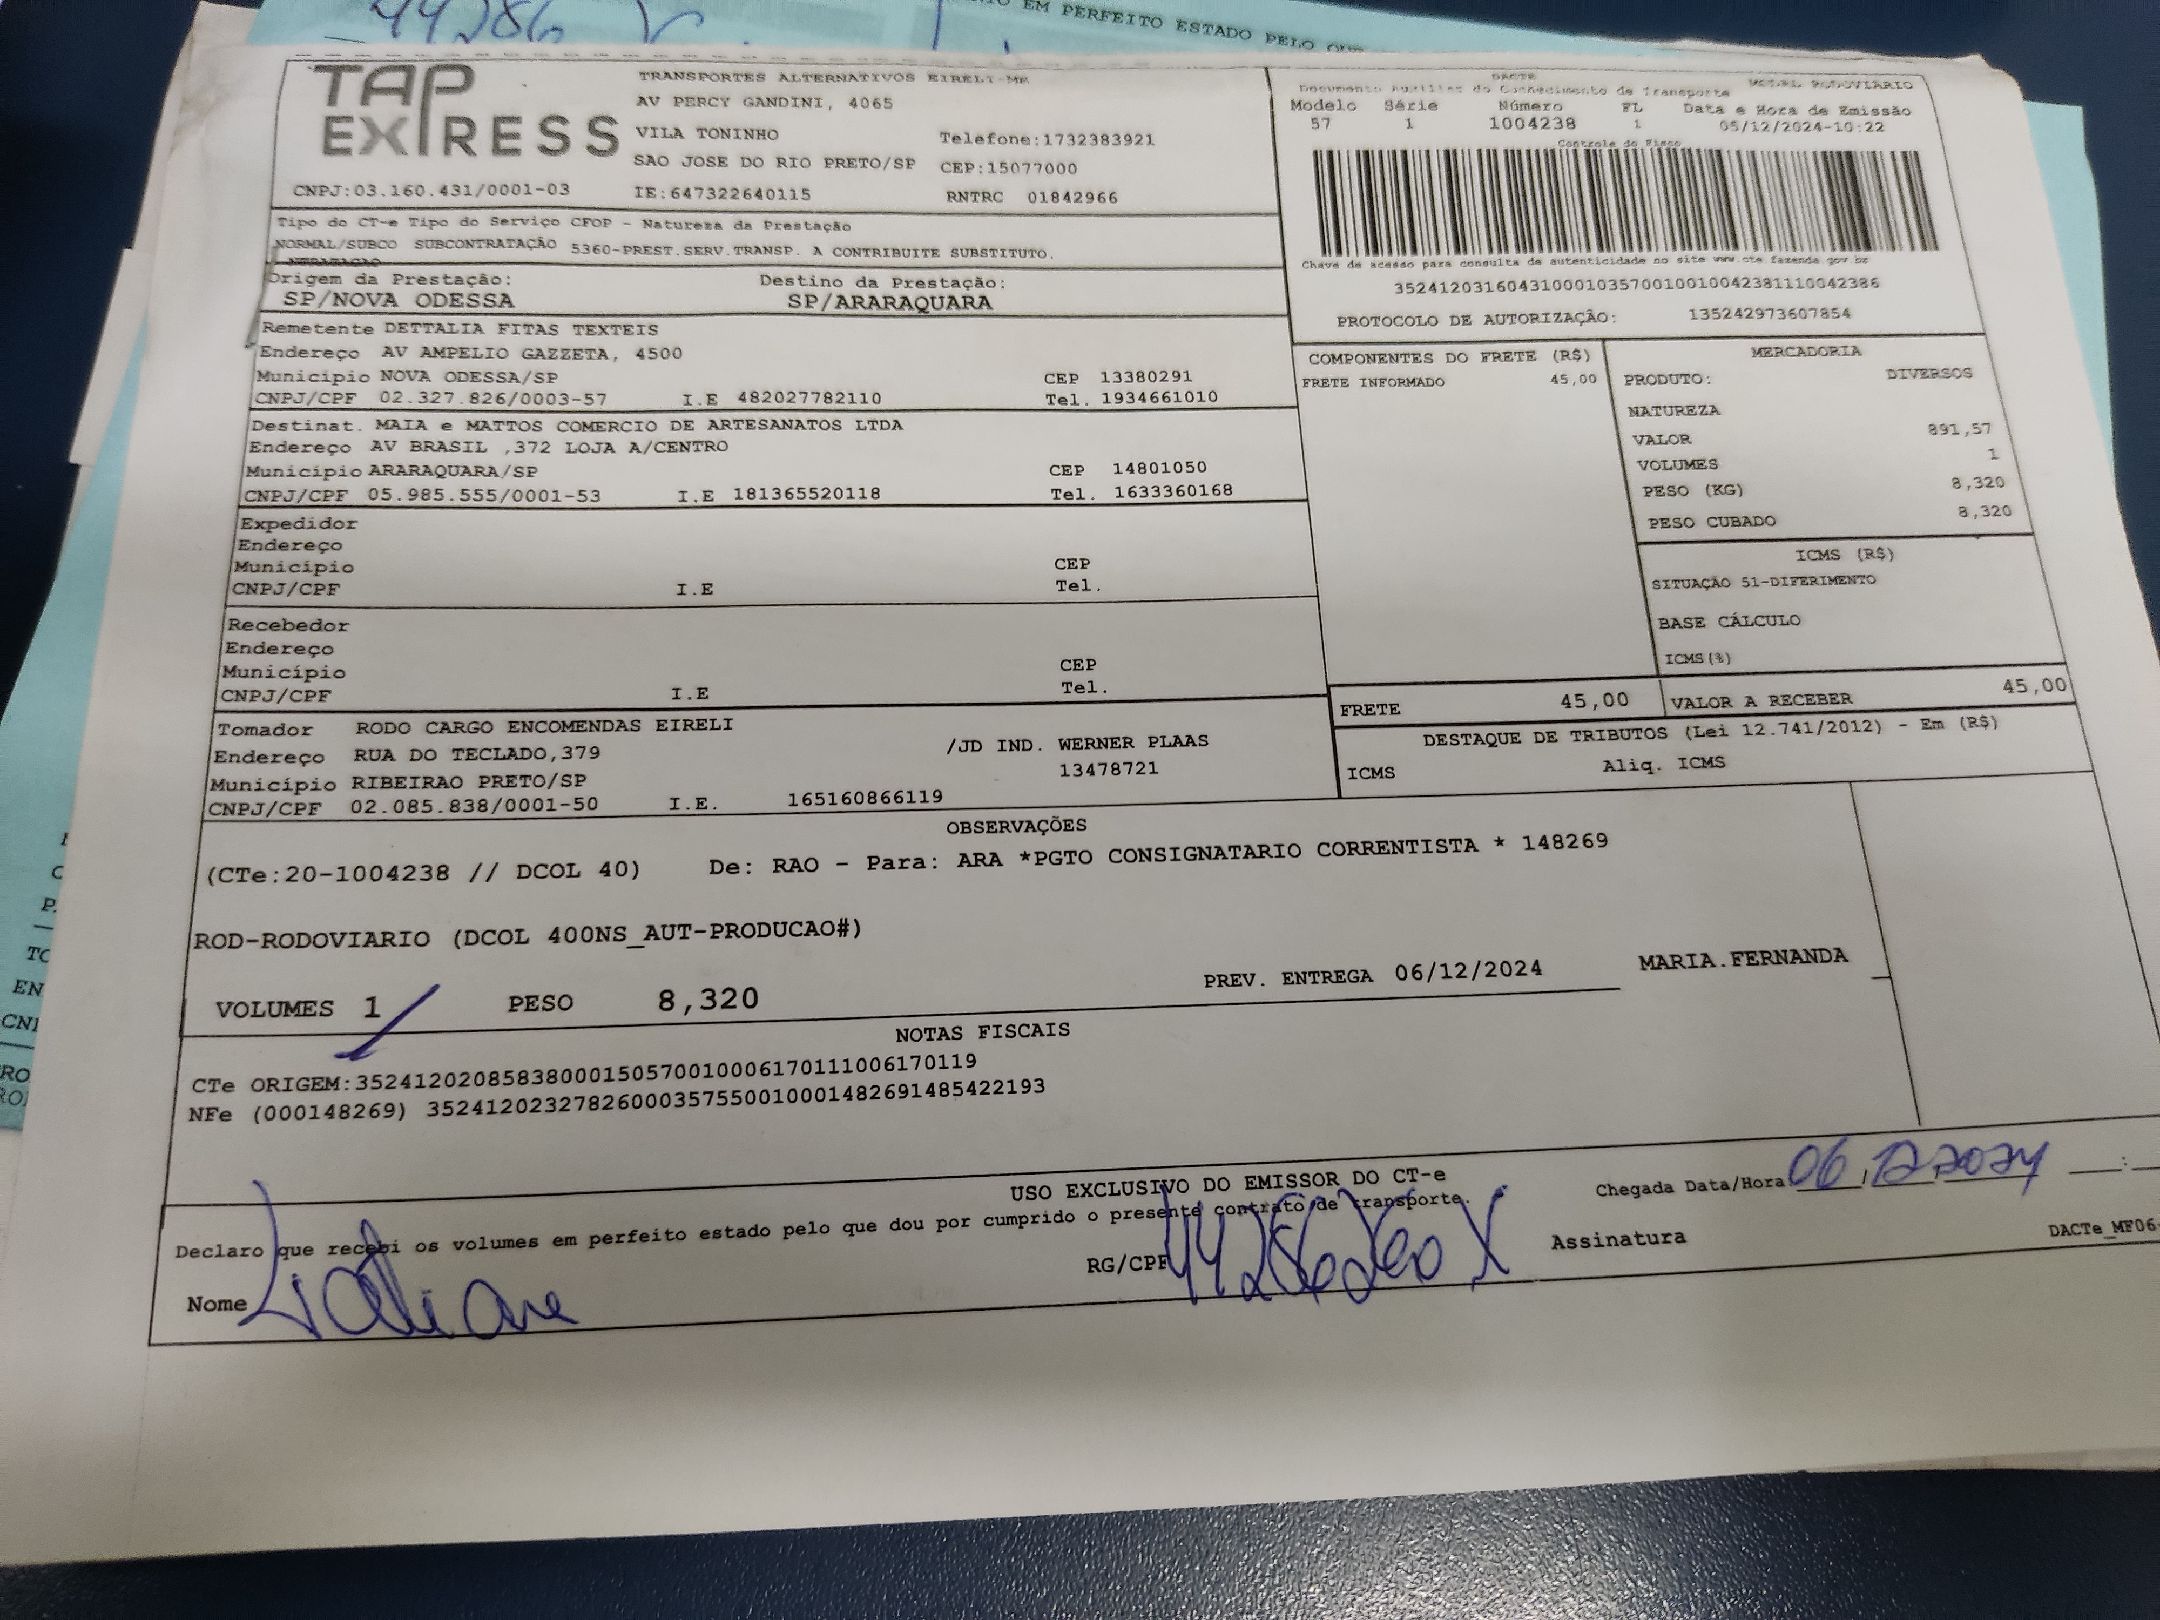 44286
EM PERFEITO ESTADO PELO QUE
TAP EXPRESS
TRANSPORTES ALTERNATIVOS EIRELI-ME
AV PERCY GANDINI, 4065
VILA TONINHO Telefone:1732383921
SAO JOSE DO RIO PRETO/SP CEP:15077000
CNPJ:03.160.431/0001-03 IE:647322640115 RNTRC 01842966
DACTE MODAL RODOVIARIO
Documento Auxiliar do Conhecimento de Transporte
Modelo Série Número FL Data e Hora de Emissão
57 1 1004238 1 05/12/2024-10:22
Controle do Fisco
Chave de acesso para consulta de autenticidade no site www.cte.fazenda.gov.br
35241203160431000103570010010042381110042386
PROTOCOLO DE AUTORIZAÇÃO: 135242973607854
Tipo do CT-e Tipo do Serviço CFOP - Natureza da Prestação
NORMAL/SUBCO SUBCONTRATAÇÃO 5360-PREST.SERV.TRANSP. A CONTRIBUITE SUBSTITUTO.
Origem da Prestação: Destino da Prestação:
SP/NOVA ODESSA SP/ARARAQUARA
Remetente DETTALIA FITAS TEXTEIS
Endereço AV AMPELIO GAZZETA, 4500
Município NOVA ODESSA/SP CEP 13380291
CNPJ/CPF 02.327.826/0003-57 I.E 482027782110 Tel. 1934661010
Destinat. MAIA e MATTOS COMERCIO DE ARTESANATOS LTDA
Endereço AV BRASIL ,372 LOJA A/CENTRO
Município ARARAQUARA/SP CEP 14801050
CNPJ/CPF 05.985.555/0001-53 I.E 181365520118 Tel. 1633360168
Expedidor
Endereço
Município CEP
CNPJ/CPF I.E Tel.
Recebedor
Endereço
Município CEP
CNPJ/CPF I.E Tel.
Tomador RODO CARGO ENCOMENDAS EIRELI
Endereço RUA DO TECLADO,379 /JD IND. WERNER PLAAS
Município RIBEIRAO PRETO/SP 13478721
CNPJ/CPF 02.085.838/0001-50 I.E. 165160866119
COMPONENTES DO FRETE (R$)
FRETE INFORMADO 45,00
MERCADORIA
PRODUTO: DIVERSOS
NATUREZA
VALOR 891,57
VOLUMES 1
PESO (KG) 8,320
PESO CUBADO 8,320
ICMS (R$)
SITUAÇÃO 51-DIFERIMENTO
BASE CÁLCULO
ICMS(%)
FRETE 45,00 VALOR A RECEBER 45,00
DESTAQUE DE TRIBUTOS (Lei 12.741/2012) - Em (R$)
ICMS Aliq. ICMS
OBSERVAÇÕES
(CTe:20-1004238 // DCOL 40) De: RAO - Para: ARA *PGTO CONSIGNATARIO CORRENTISTA * 148269
ROD-RODOVIARIO (DCOL 400NS_AUT-PRODUCAO#)
VOLUMES 1 PESO 8,320 PREV. ENTREGA 06/12/2024 MARIA.FERNANDA
NOTAS FISCAIS
CTe ORIGEM:35241202085838000150570010006170111006170119
NFe (000148269) 35241202327826000357550010001482691485422193
USO EXCLUSIVO DO EMISSOR DO CT-e
Declaro que recebi os volumes em perfeito estado pelo que dou por cumprido o presente contrato de transporte.
Chegada Data/Hora 06/12/2024 __:__
Nome RG/CPF X Assinatura
DACTe_MF06